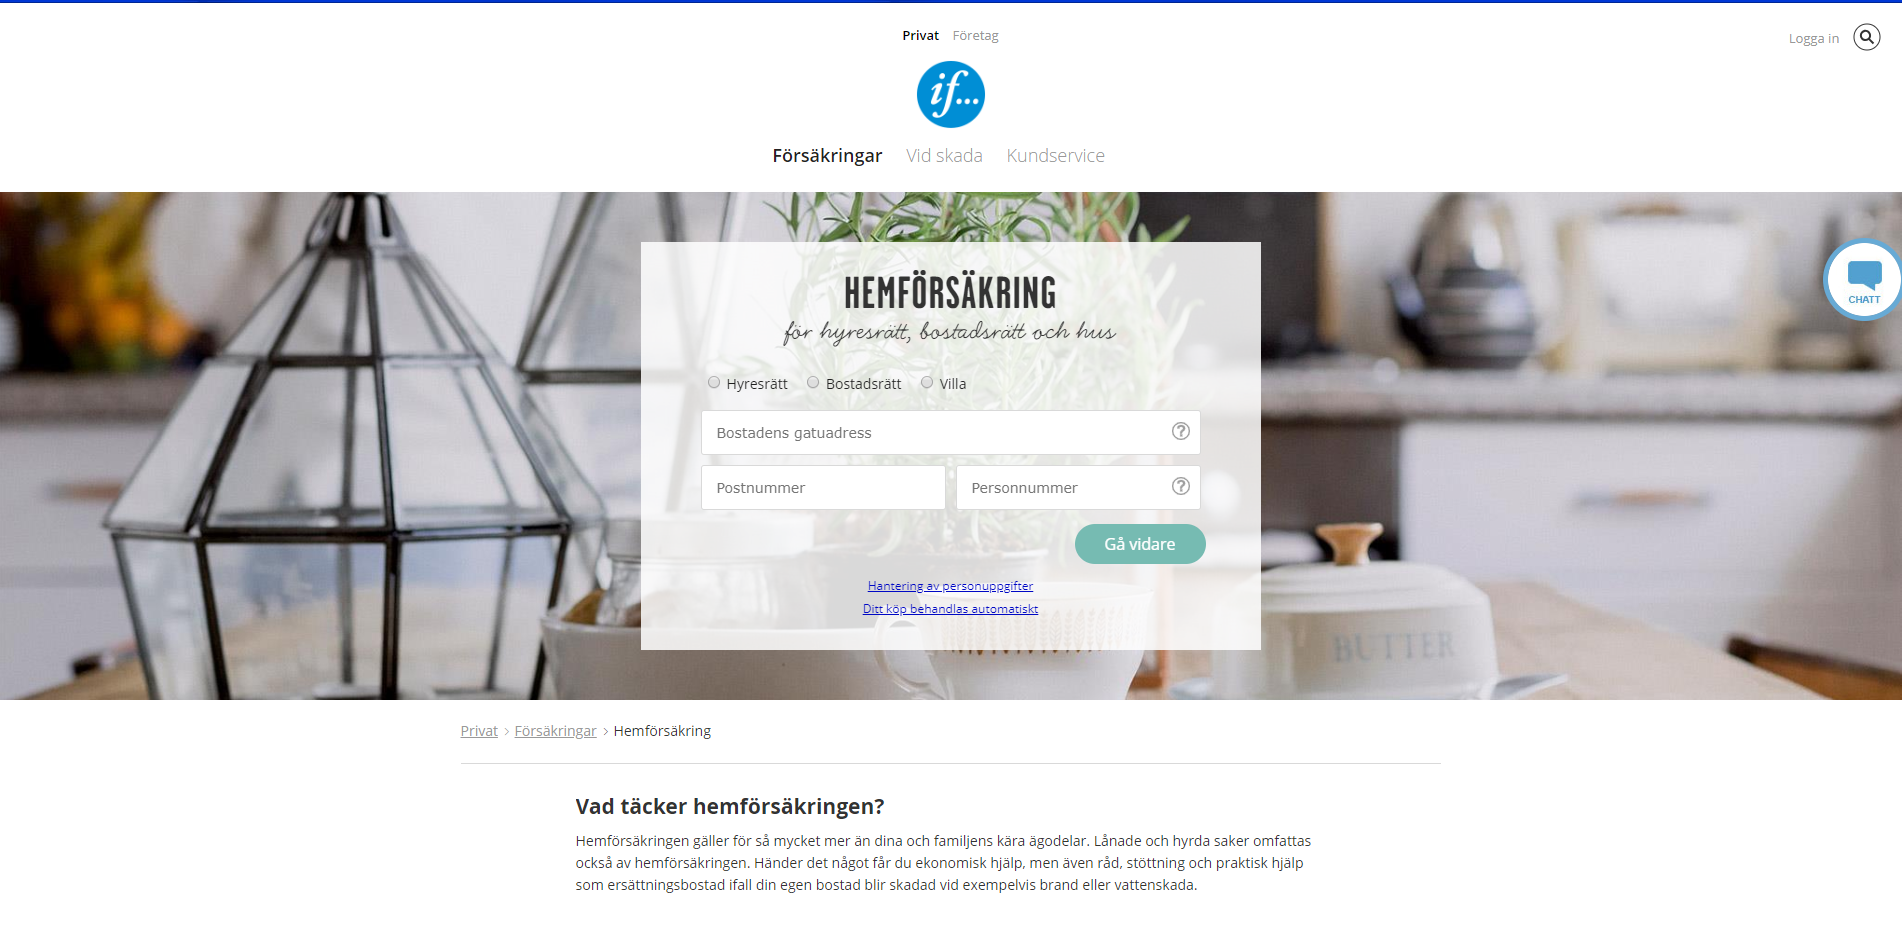 Privat Företag
Logga in
if...
Försäkringar Vid skada Kundservice
HEMFÖRSÄKRING
för hyresrätt, bostadsrätt och hus
Hyresrätt Bostadsrätt Villa
Bostadens gatuadress ?
Postnummer Personnummer ?
Gå vidare
Hantering av personuppgifter
Ditt köp behandlas automatiskt
CHATT
BUTTER
Privat > Försäkringar > Hemförsäkring
Vad täcker hemförsäkringen?
Hemförsäkringen gäller för så mycket mer än dina och familjens kära ägodelar. Lånade och hyrda saker omfattas
också av hemförsäkringen. Händer det något får du ekonomisk hjälp, men även råd, stöttning och praktisk hjälp
som ersättningsbostad ifall din egen bostad blir skadad vid exempelvis brand eller vattenskada.